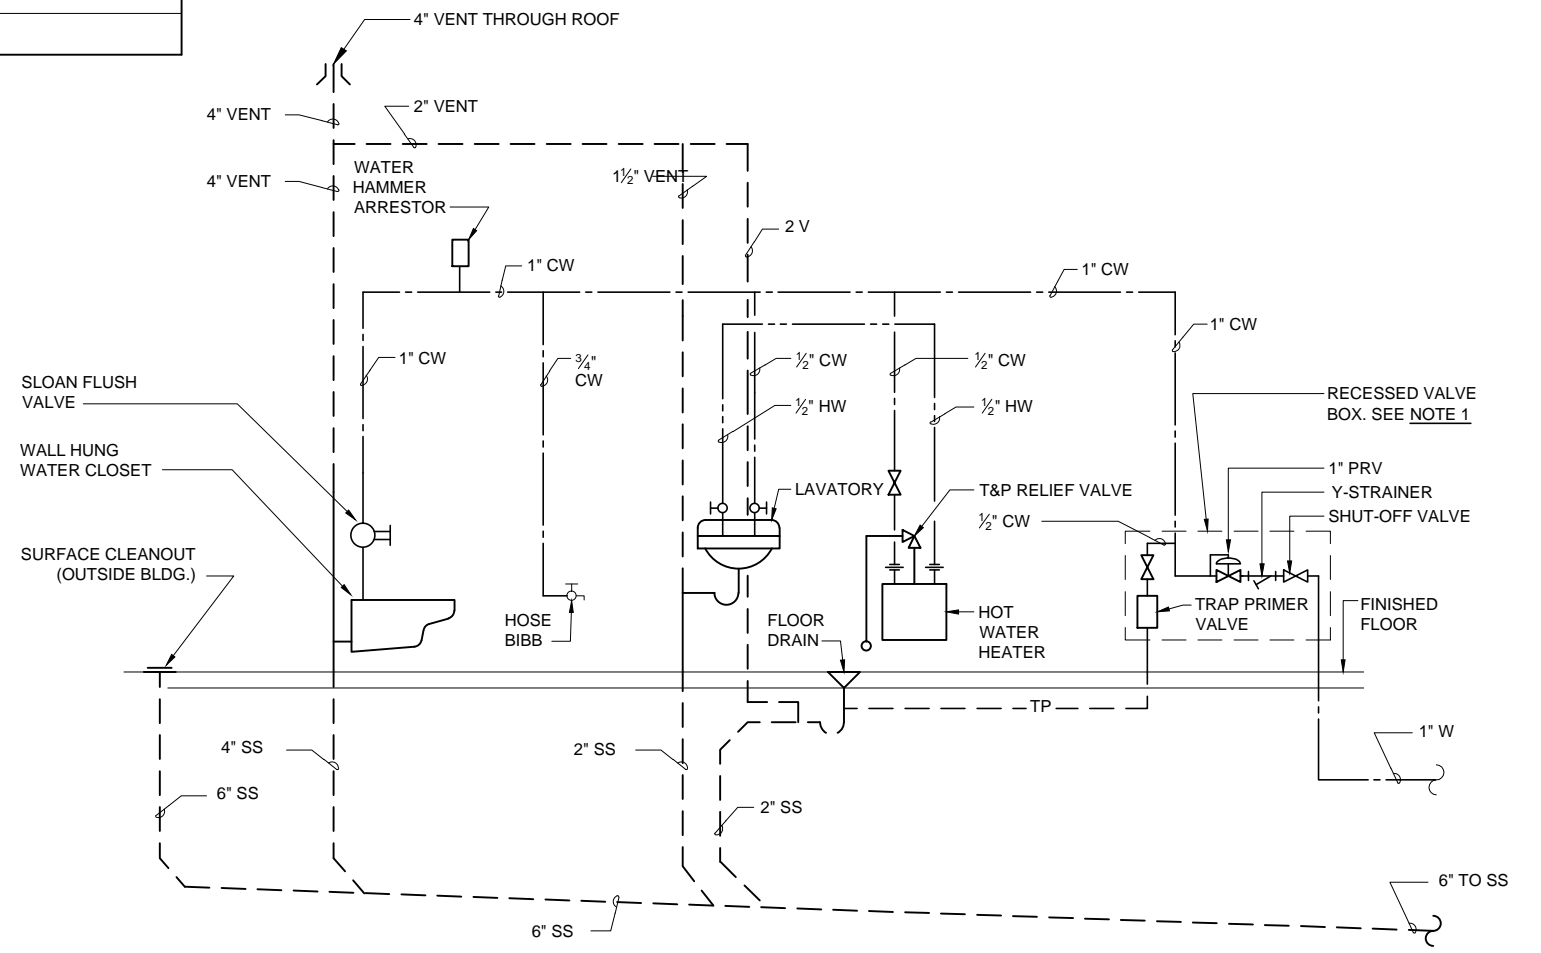 4" VENT THROUGH ROOF
4" VENT
2" VENT
4" VENT
WATER
HAMMER
ARRESTOR
1½" VENT
2 V
1" CW
1" CW
1" CW
1" CW
¾"
CW
½" CW
½" CW
½" HW
½" HW
SLOAN FLUSH
VALVE
WALL HUNG
WATER CLOSET
SURFACE CLEANOUT
(OUTSIDE BLDG.)
RECESSED VALVE
BOX. SEE NOTE 1
1" PRV
Y-STRAINER
SHUT-OFF VALVE
LAVATORY
T&P RELIEF VALVE
½" CW
HOSE
BIBB
FLOOR
DRAIN
HOT
WATER
HEATER
TRAP PRIMER
VALVE
FINISHED
FLOOR
TP
4" SS
2" SS
1" W
6" SS
2" SS
6" TO SS
6" SS